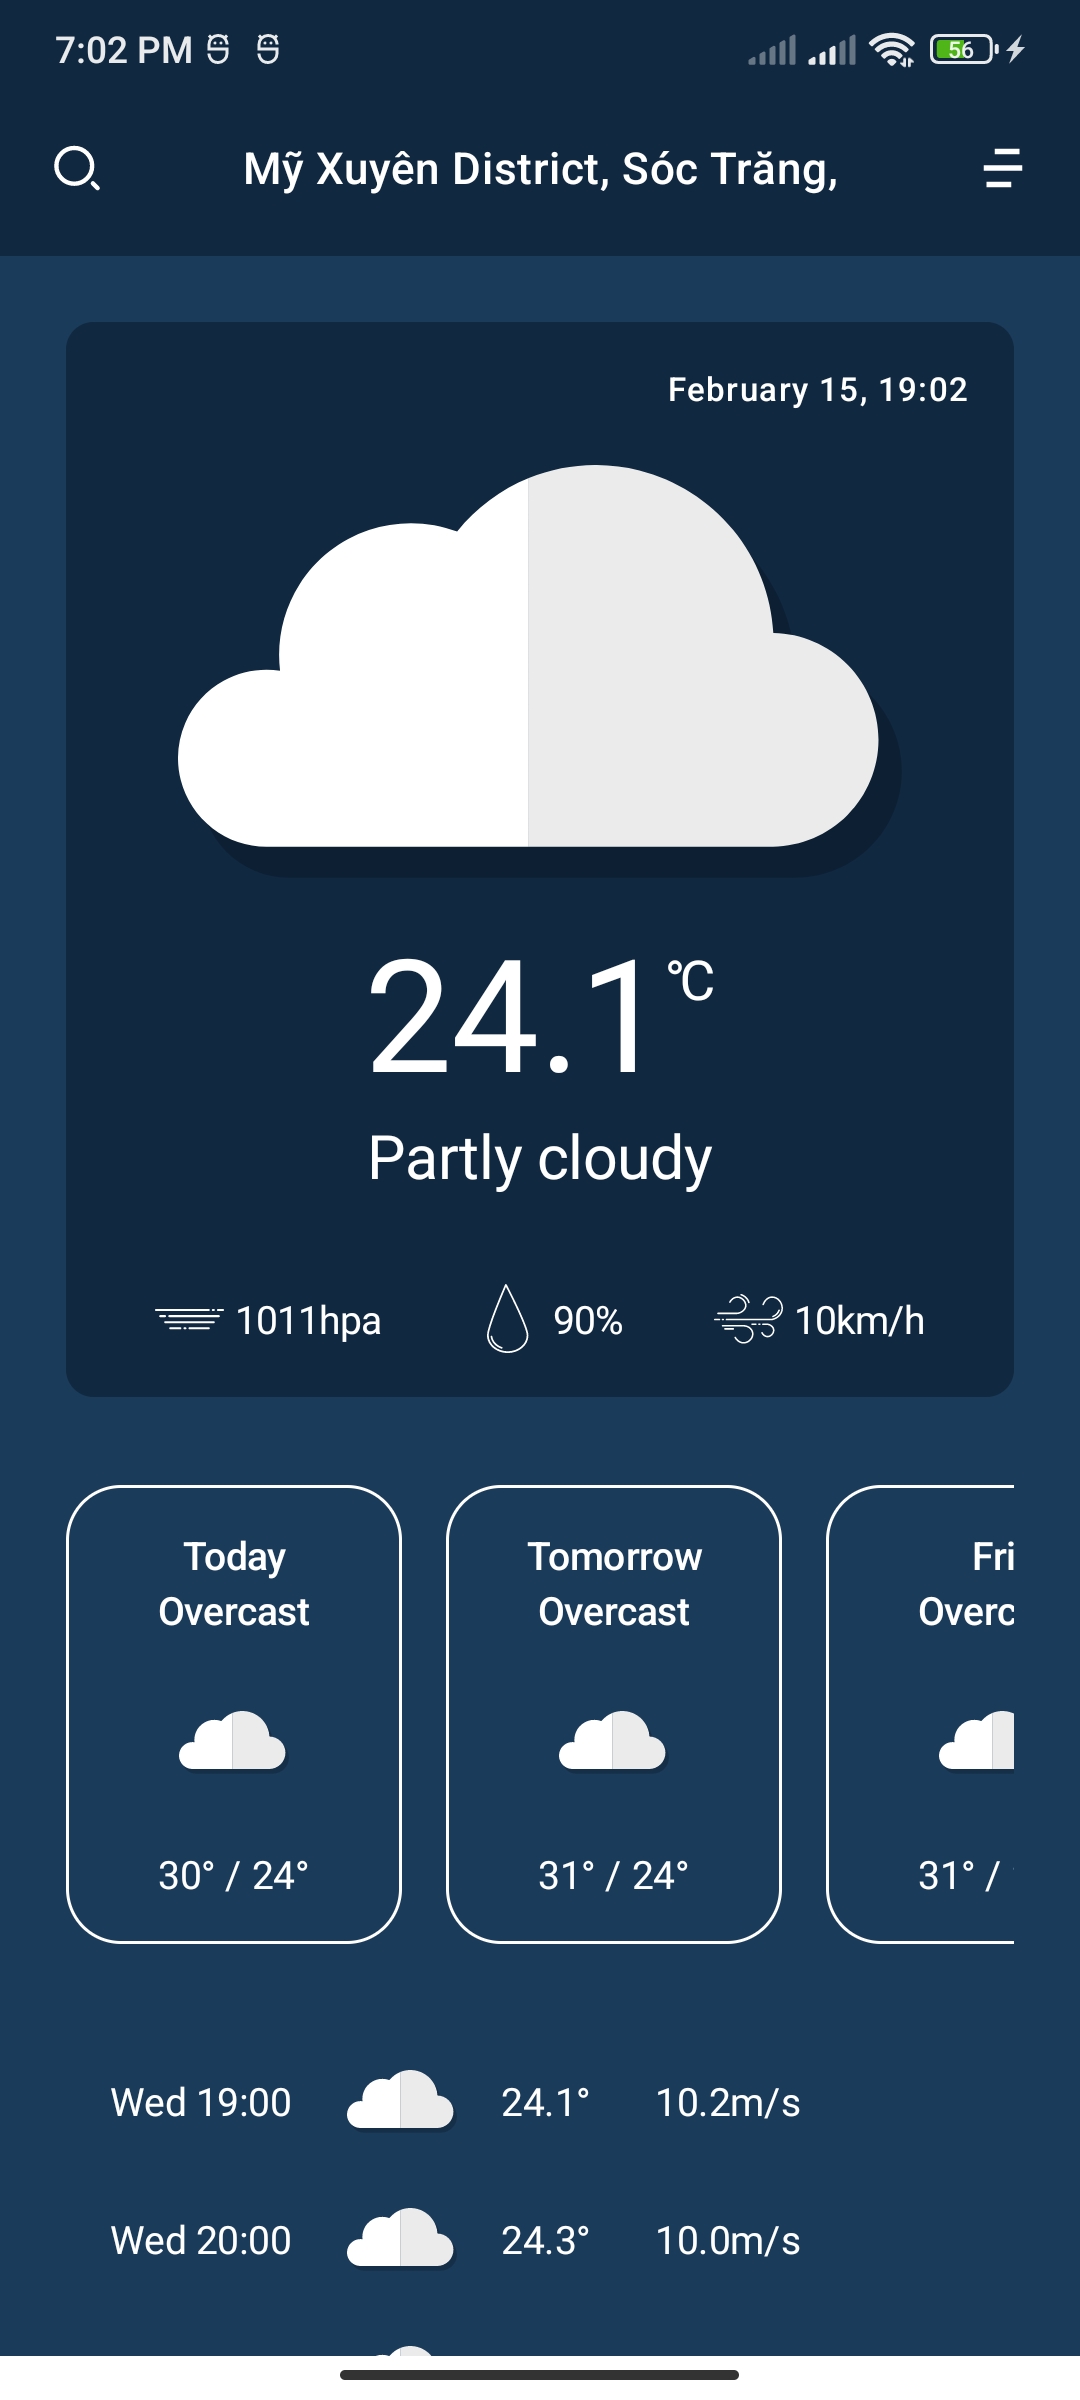 7:02 PM 56
Mỹ Xuyên District, Sóc Trăng,
February 15, 19:02
24.1°C
Partly cloudy
1011hpa 90% 10km/h
Today Tomorrow Fri
Overcast Overcast Overc
30° / 24° 31° / 24° 31° /
Wed 19:00 24.1° 10.2m/s
Wed 20:00 24.3° 10.0m/s